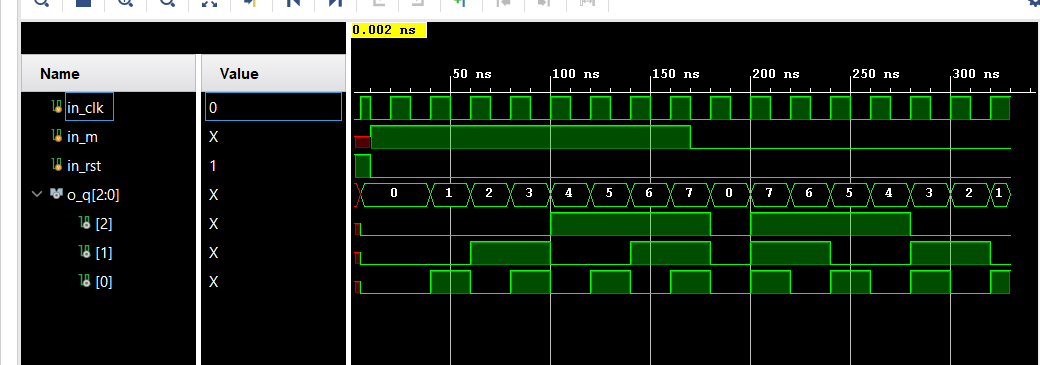 0.002 ns
Name Value 50 ns 100 ns 150 ns 200 ns 250 ns 300 ns
in_clk 0
in_m X
in_rst 1
o_q[2:0] X 0 1 2 3 4 5 6 7 0 7 6 5 4 3 2 1
[2] X
[1] X
[0] X